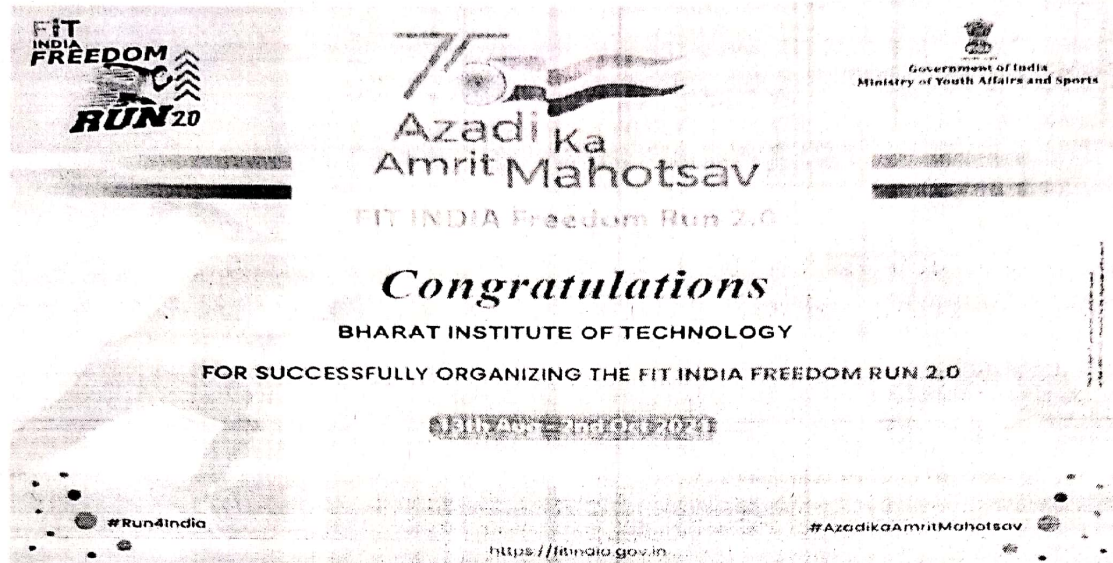 FiT
INDIA
FREEDOM
RUN 2.0
75
Azadi Ka
Amrit Mahotsav
FIT INDIA Freedom Run 2.0
Government of India
Ministry of Youth Affairs and Sports
Congratulations
BHARAT INSTITUTE OF TECHNOLOGY
FOR SUCCESSFULLY ORGANIZING THE FIT INDIA FREEDOM RUN 2.0
13th Aug - 2nd Oct 2021
#Run4India
#AzadikaAmritMahotsav
https://fitindia.gov.in